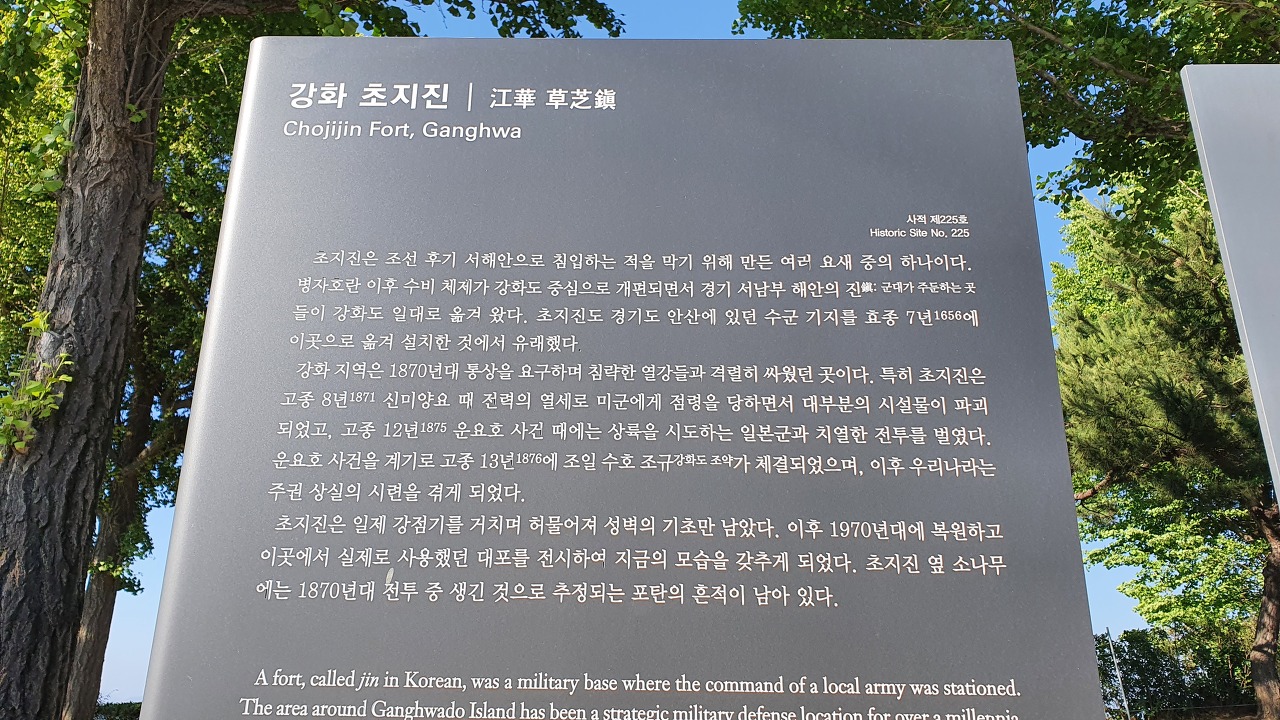 강화 초지진 | 江華 草芝鎭
Chojijin Fort, Ganghwa
사적 제225호
Historic Site No. 225
초지진은 조선 후기 서해안으로 침입하는 적을 막기 위해 만든 여러 요새 중의 하나이다.
병자호란 이후 수비 체제가 강화도 중심으로 개편되면서 경기 서남부 해안의 진鎭: 군대가 주둔하는 곳
들이 강화도 일대로 옮겨 왔다. 초지진도 경기도 안산에 있던 수군 기지를 효종 7년1656에
이곳으로 옮겨 설치한 것에서 유래했다.
강화 지역은 1870년대 통상을 요구하며 침략한 열강들과 격렬히 싸웠던 곳이다. 특히 초지진은
고종 8년1871 신미양요 때 전력의 열세로 미군에게 점령을 당하면서 대부분의 시설물이 파괴
되었고, 고종 12년1875 운요호 사건 때에는 상륙을 시도하는 일본군과 치열한 전투를 벌였다.
운요호 사건을 계기로 고종 13년1876에 조일 수호 조규강화도 조약가 체결되었으며, 이후 우리나라는
주권 상실의 시련을 겪게 되었다.
초지진은 일제 강점기를 거치며 허물어져 성벽의 기초만 남았다. 이후 1970년대에 복원하고
이곳에서 실제로 사용했던 대포를 전시하여 지금의 모습을 갖추게 되었다. 초지진 옆 소나무
에는 1870년대 전투 중 생긴 것으로 추정되는 포탄의 흔적이 남아 있다.
A fort, called jin in Korean, was a military base where the command of a local army was stationed.
The area around Ganghwado Island has been a strategic military defense location for over a millennia.